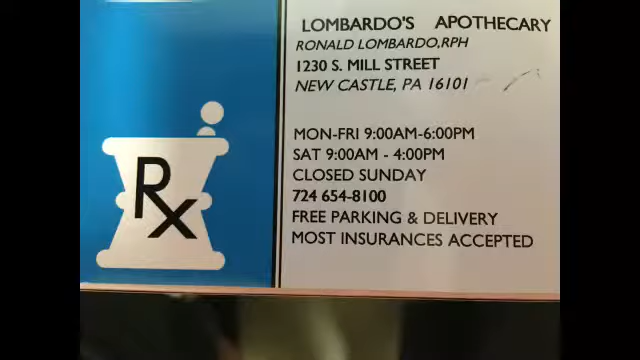 LOMBARDO'S APOTHECARY
RONALD LOMBARDO,RPH
1230 S. MILL STREET
NEW CASTLE, PA 16101
MON-FRI 9:00AM-6:00PM
SAT 9:00AM - 4:00PM
CLOSED SUNDAY
724 654-8100
FREE PARKING & DELIVERY
MOST INSURANCES ACCEPTED
Rx